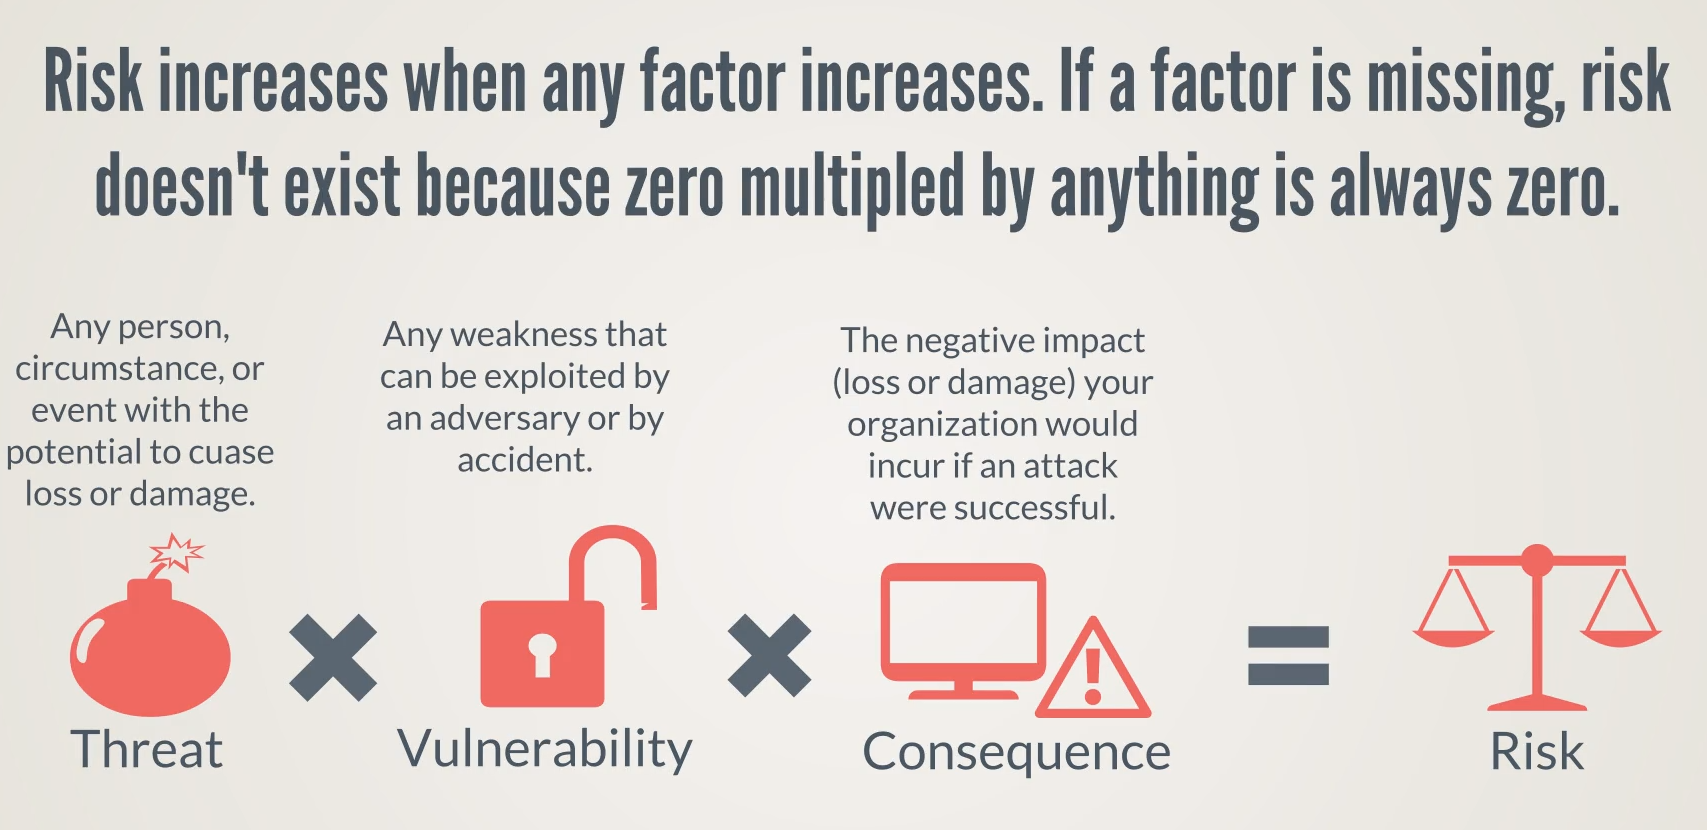 Risk increases when any factor increases. If a factor is missing, risk
doesn't exist because zero multipled by anything is always zero.
Any person,
circumstance, or
event with the
potential to cuase
loss or damage.
Any weakness that
can be exploited by
an adversary or by
accident.
The negative impact
(loss or damage) your
organization would
incur if an attack
were successful.
Threat
Vulnerability
Consequence
Risk